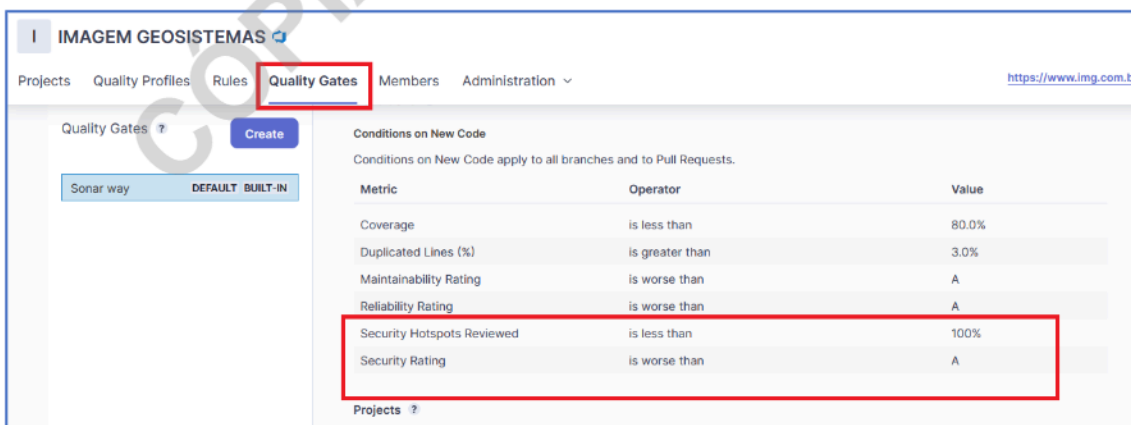 I IMAGEM GEOSISTEMAS
Projects Quality Profiles Rules Quality Gates Members Administration
https://www.img.com.b
Quality Gates ? Create
Sonar way DEFAULT BUILT-IN
Conditions on New Code
Conditions on New Code apply to all branches and to Pull Requests.
Metric Operator Value
Coverage is less than 80.0%
Duplicated Lines (%) is greater than 3.0%
Maintainability Rating is worse than A
Reliability Rating is worse than A
Security Hotspots Reviewed is less than 100%
Security Rating is worse than A
Projects ?
CÓPI